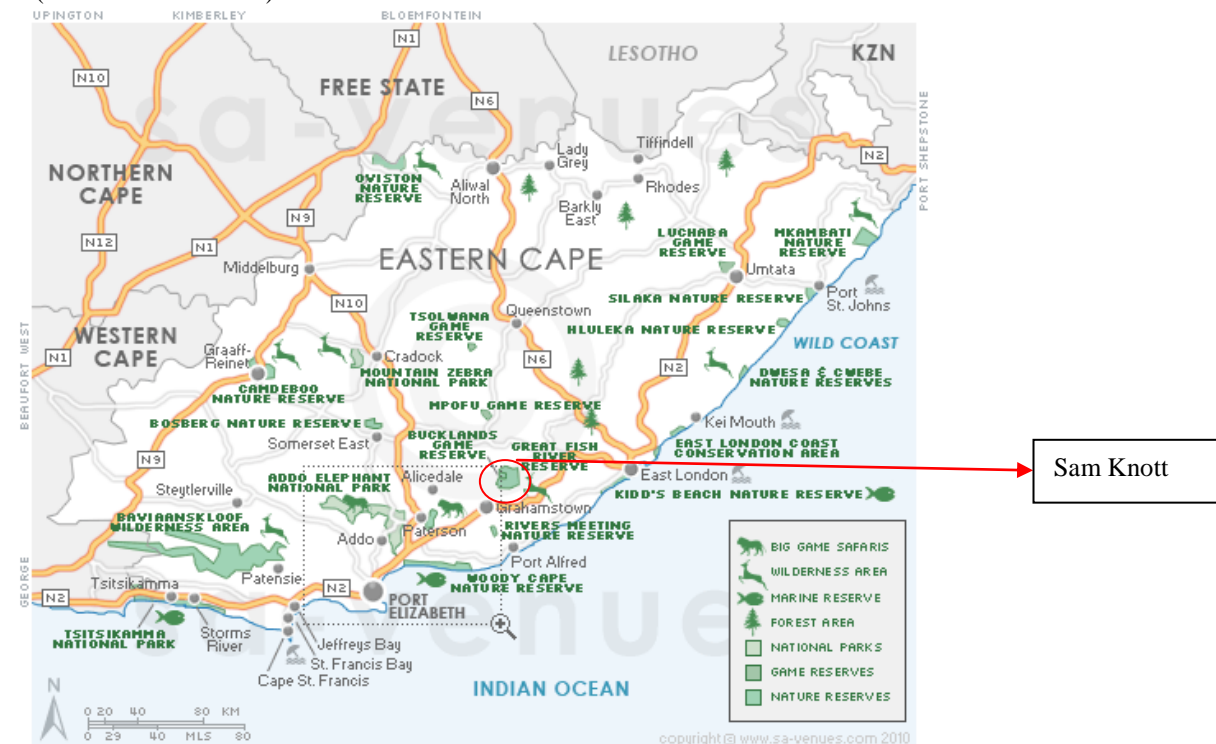 UPINGTON
KIMBERLEY
BLOEMFONTEIN
N1
LESOTHO
KZN
N10
FREE STATE
N6
sa-venues
PORT SHEPSTONE
Tiffindell
Lady
Grey
N2
NORTHERN
CAPE
OVISTON
NATURE
RESERVE
Aliwal
North
Rhodes
Barkly
East
N9
N12
N1
LUCHABA
GAME
RESERVE
MKAMBATI
NATURE
RESERVE
EASTERN CAPE
Middelburg
Umtata
N10
SILAKA NATURE RESERVE
Port
St. Johns
TSOLWANA
GAME
RESERVE
Queenstown
HLULEKA NATURE RESERVE
BEAUFORT WEST
WESTERN
CAPE
N1
WILD COAST
Graaff-
Reinet
Cradock
N6
N2
MOUNTAIN ZEBRA
NATIONAL PARK
DWESA & CWEBE
NATURE RESERVES
CAMDEBOO
NATURE RESERVE
MPOFU GAME RESERVE
BOSBERG NATURE RESERVE
Kei Mouth
Somerset East
BUCKLANDS
GAME
RESERVE
GREAT FISH
RIVER
RESERVE
EAST LONDON COAST
CONSERVATION AREA
N9
Sam Knott
ADDO ELEPHANT
NATIONAL PARK
Alicedale
East London
Steytlerville
KIDD'S BEACH NATURE RESERVE
Grahamstown
BAVIAANSKLOOF
WILDERNESS AREA
Paterson
RIVERS MEETING
NATURE RESERVE
Addo
BIG GAME SAFARIS
Port Alfred
GEORGE
Tsitsikamma
Patensie
WOODY CAPE
NATURE RESERVE
WILDERNESS AREA
N2
N2
PORT
ELIZABETH
MARINE RESERVE
FOREST AREA
TSITSIKAMMA
NATIONAL PARK
Storms
River
Jeffreys Bay
NATIONAL PARKS
St. Francis Bay
GAME RESERVES
Cape St. Francis
INDIAN OCEAN
NATURE RESERVES
N
0 20 40 80 KM
0 29 40 MLS 80
sa-venues
copyright @ www.sa-venues.com 2010